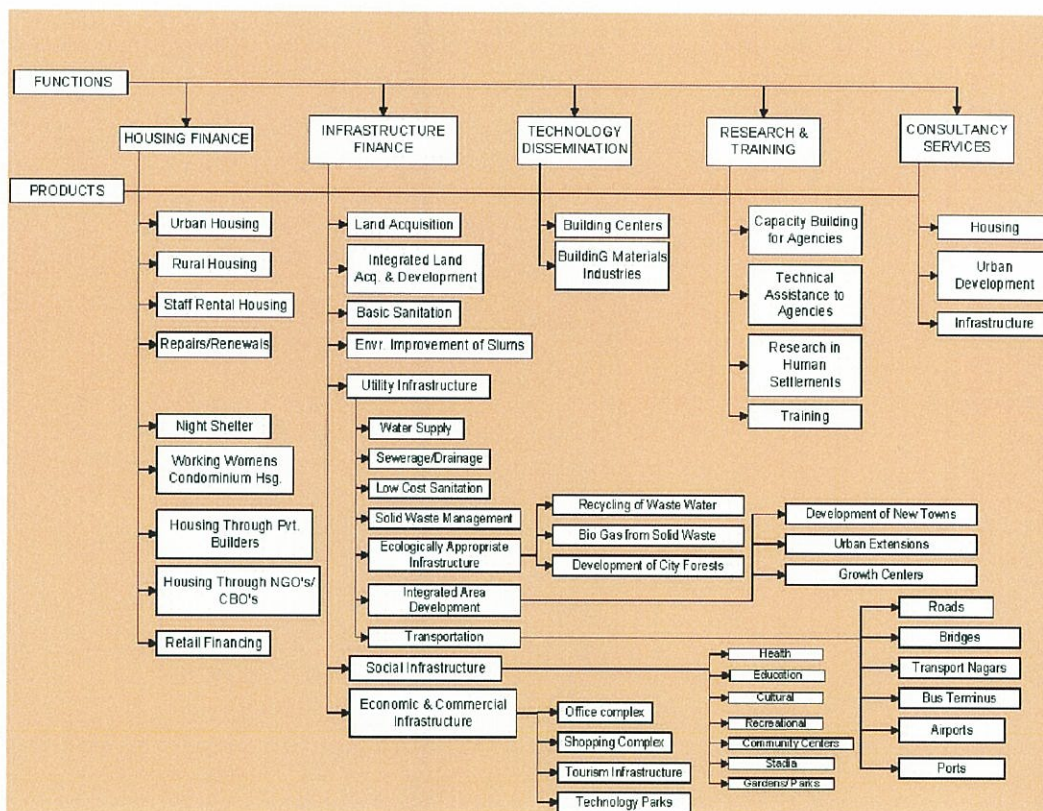 FUNCTIONS
HOUSING FINANCE
INFRASTRUCTURE
FINANCE
TECHNOLOGY
DISSEMINATION
RESEARCH &
TRAINING
CONSULTANCY
SERVICES
PRODUCTS
Urban Housing
Rural Housing
Staff Rental Housing
Repairs/Renewals
Night Shelter
Working Womens
Condominium Hsg.
Housing Through Pvt.
Builders
Housing Through NGO's/
CBO's
Retail Financing
Land Acquisition
Integrated Land
Acq. & Development
Basic Sanitation
Envr. Improvement of Slums
Utility Infrastructure
Water Supply
Sewerage/Drainage
Low Cost Sanitation
Solid Waste Management
Ecologically Appropriate
Infrastructure
Recycling of Waste Water
Bio Gas from Solid Waste
Development of City Forests
Integrated Area
Development
Development of New Towns
Urban Extensions
Growth Centers
Transportation
Roads
Bridges
Transport Nagars
Bus Terminus
Airports
Ports
Social Infrastructure
Health
Education
Cultural
Recreational
Community Centers
Stadia
Gardens/Parks
Economic & Commercial
Infrastructure
Office complex
Shopping Complex
Tourism Infrastructure
Technology Parks
Building Centers
BuildinG Materials
Industries
Capacity Building
for Agencies
Technical
Assistance to
Agencies
Research in
Human
Settlements
Training
Housing
Urban
Development
Infrastructure